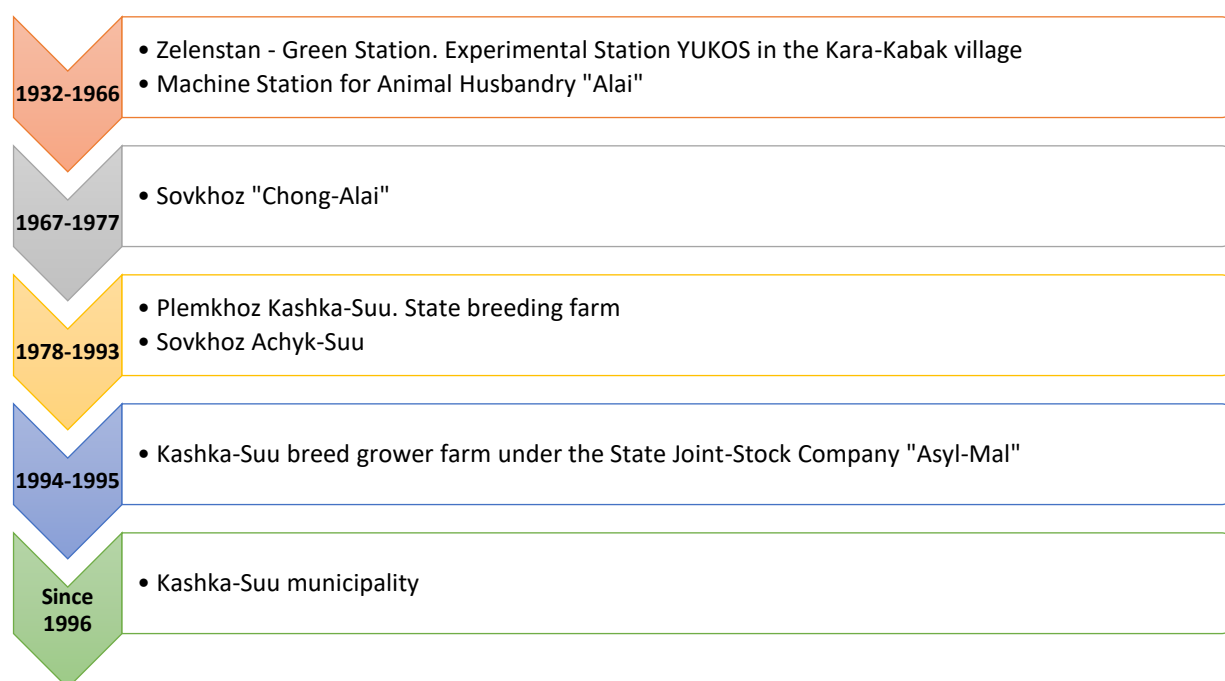 1932-1966
• Zelenstan - Green Station. Experimental Station YUKOS in the Kara-Kabak village
• Machine Station for Animal Husbandry "Alai"
1967-1977
• Sovkhoz "Chong-Alai"
1978-1993
• Plemkhoz Kashka-Suu. State breeding farm
• Sovkhoz Achyk-Suu
1994-1995
• Kashka-Suu breed grower farm under the State Joint-Stock Company "Asyl-Mal"
Since
1996
• Kashka-Suu municipality